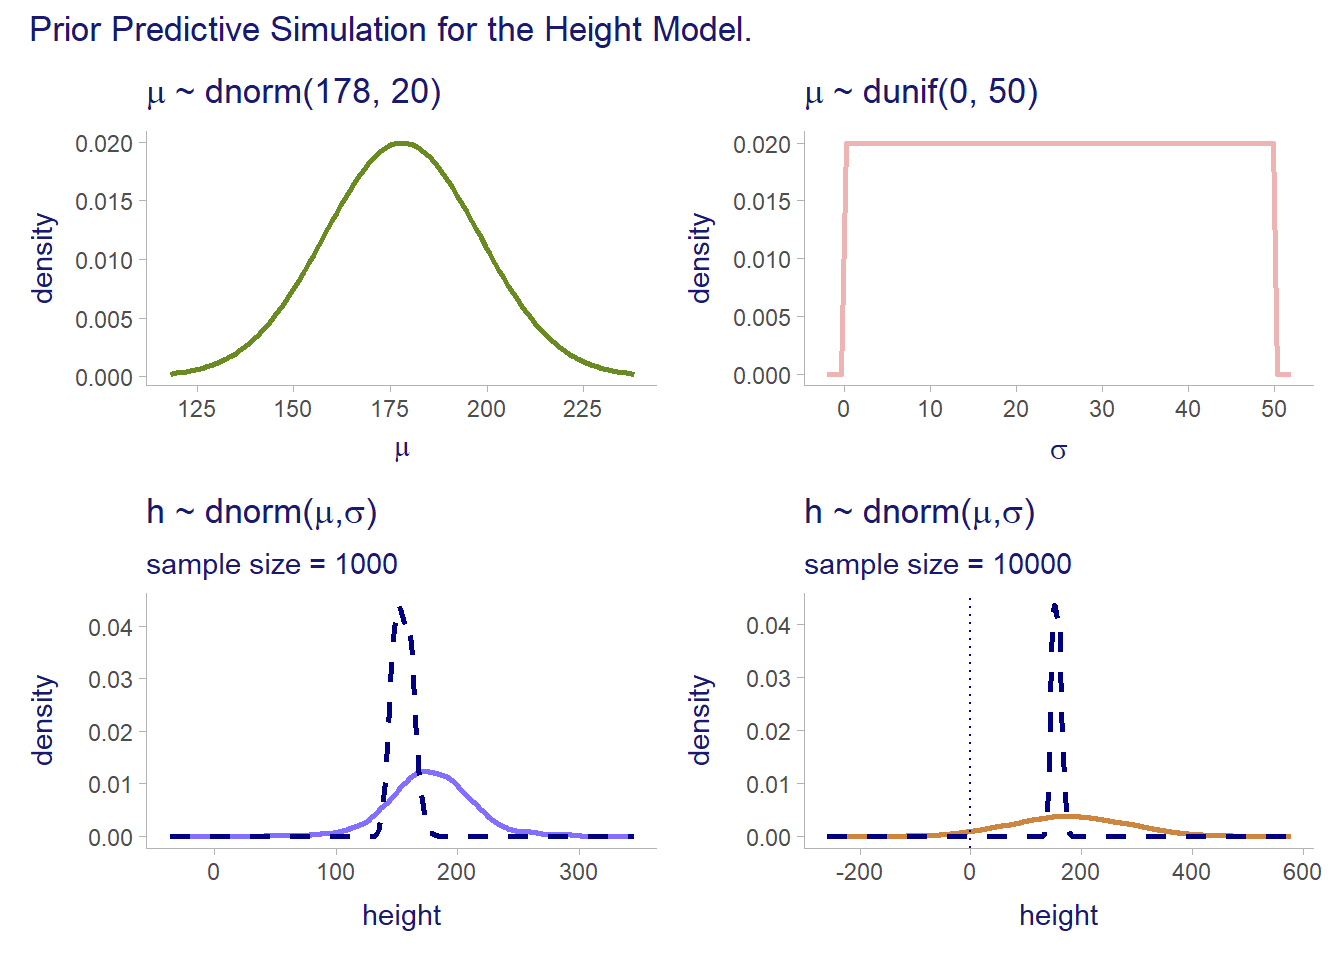 Prior Predictive Simulation for the Height Model.
μ ~ dnorm(178, 20)
density
0.020
0.015
0.010
0.005
0.000
125 150 175 200 225
μ
μ ~ dunif(0, 50)
density
0.020
0.015
0.010
0.005
0.000
0 10 20 30 40 50
σ
h ~ dnorm(μ,σ)
sample size = 1000
density
0.04
0.03
0.02
0.01
0.00
0 100 200 300
height
h ~ dnorm(μ,σ)
sample size = 10000
density
0.04
0.03
0.02
0.01
0.00
-200 0 200 400 600
height